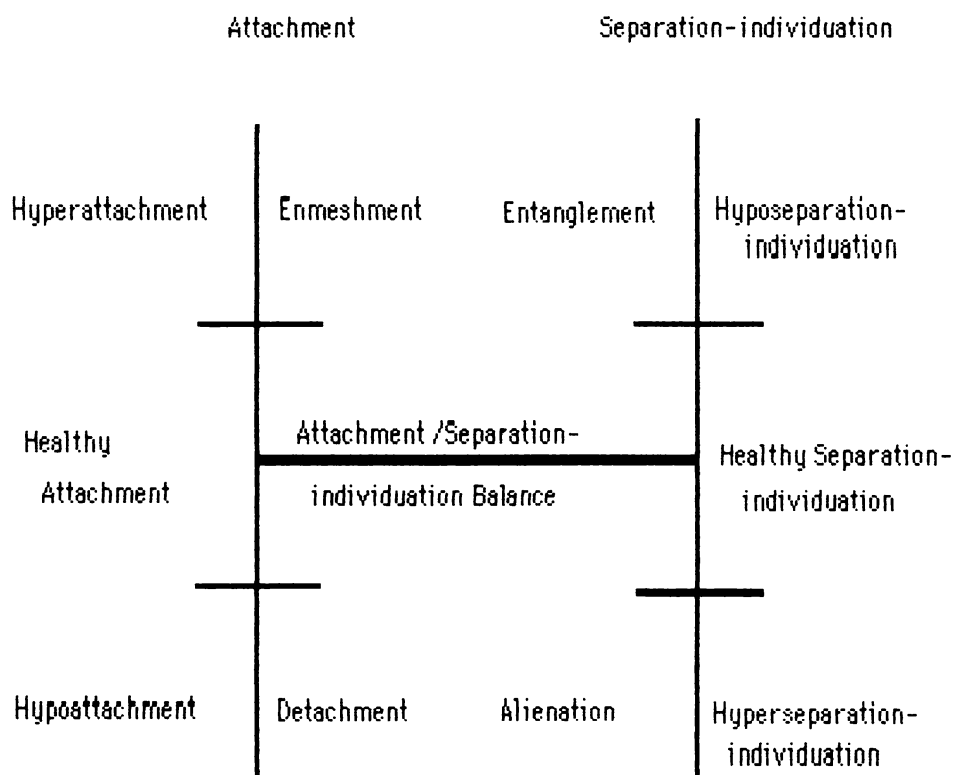 Attachment
Separation-individuation
Hyperattachment
Enmeshment
Entanglement
Hyposeparation-
individuation
Healthy
Attachment
Attachment /Separation-
individuation Balance
Healthy Separation-
individuation
Hypoattachment
Detachment
Alienation
Hyperseparation-
individuation